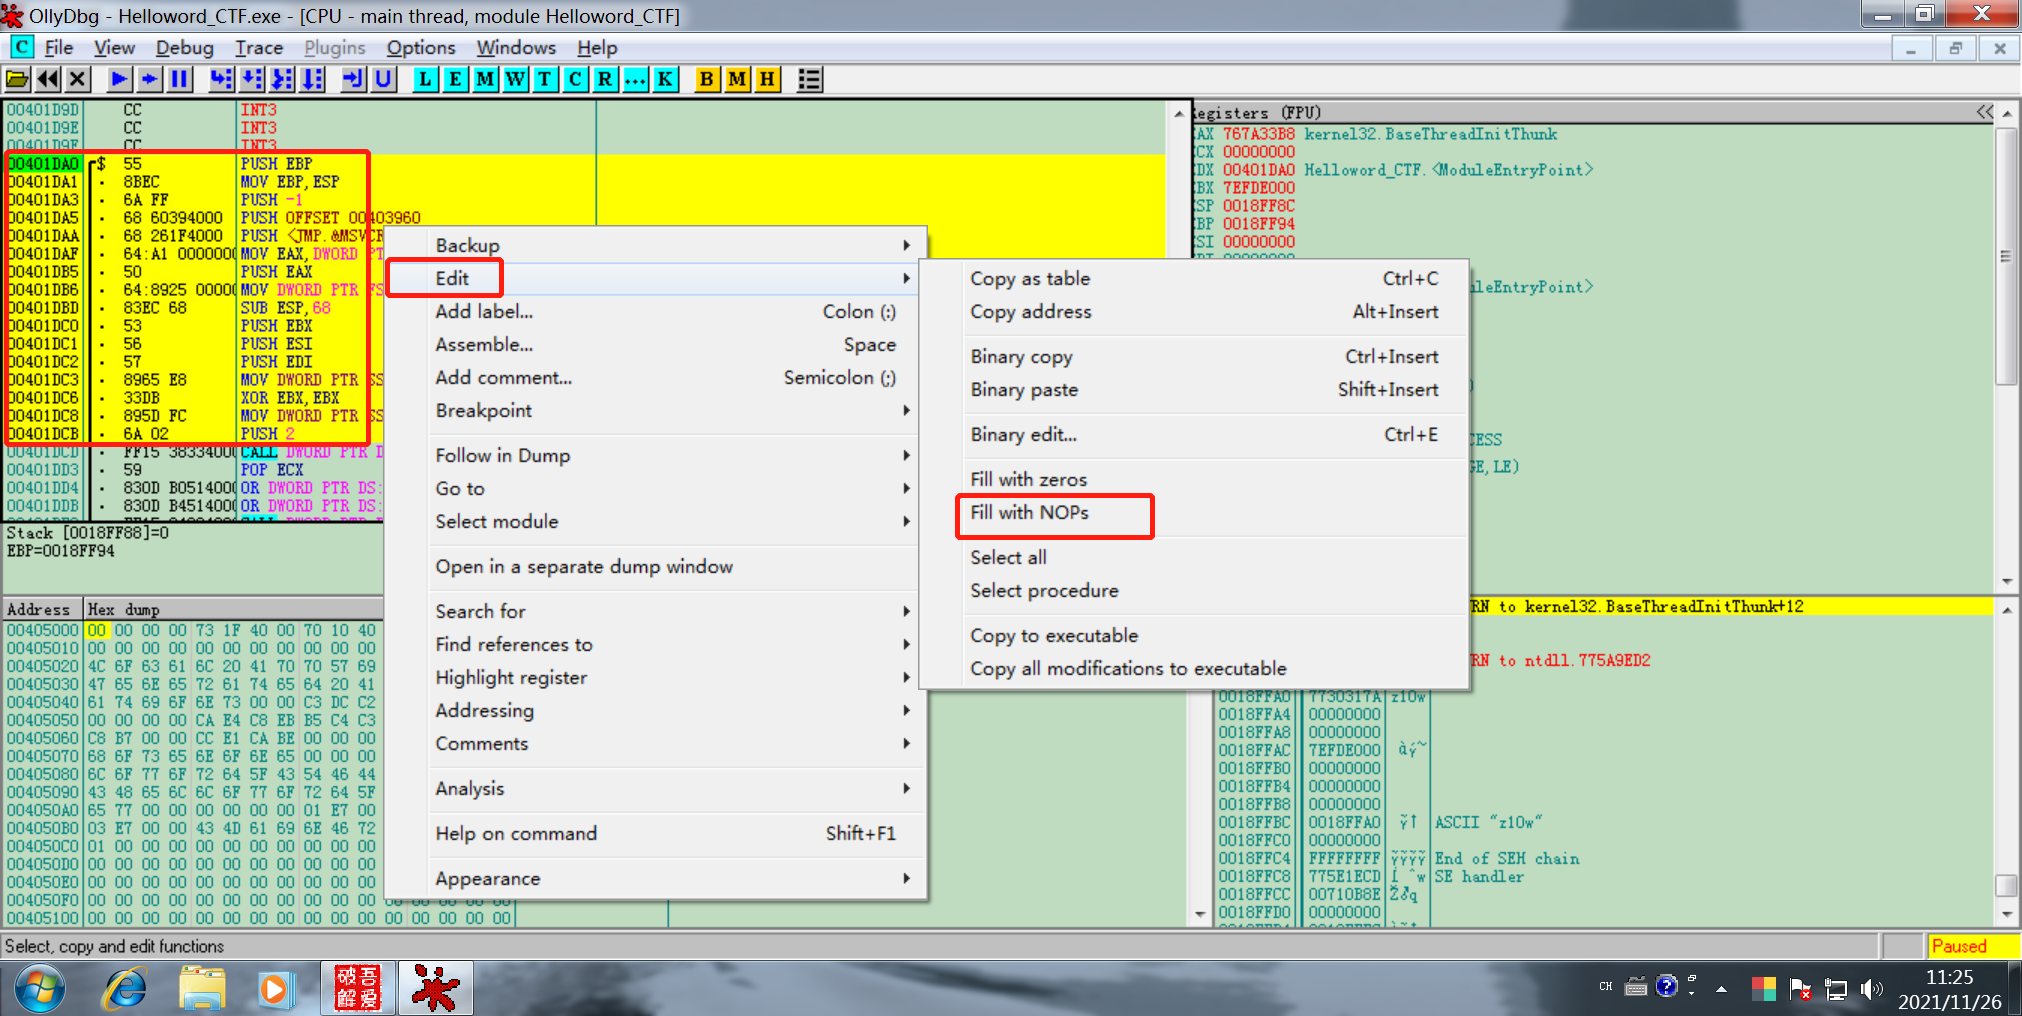 OllyDbg - Helloword_CTF.exe - [CPU - main thread, module Helloword_CTF]
C File View Debug Trace Plugins Options Windows Help
U L E M W T C R ... K B M H
00401D9D CC INT3
00401D9E CC INT3
00401D9F CC INT3
00401DA0 $ 55 PUSH EBP
00401DA1 . 8BEC MOV EBP,ESP
00401DA3 . 6A FF PUSH -1
00401DA5 . 68 60394000 PUSH OFFSET 00403960
00401DAA . 68 261F4000 PUSH <JMP.&MSVCR
00401DAF . 64:A1 0000000 MOV EAX,DWORD PT
00401DB5 . 50 PUSH EAX
00401DB6 . 64:8925 00000 MOV DWORD PTR FS
00401DBD . 83EC 68 SUB ESP,68
00401DC0 . 53 PUSH EBX
00401DC1 . 56 PUSH ESI
00401DC2 . 57 PUSH EDI
00401DC3 . 8965 E8 MOV DWORD PTR SS
00401DC6 . 33DB XOR EBX,EBX
00401DC8 . 895D FC MOV DWORD PTR SS
00401DCB . 6A 02 PUSH 2
00401DCD . FF15 38334000 CALL DWORD PTR D
00401DD3 . 59 POP ECX
00401DD4 . 830D B0514000 OR DWORD PTR DS:
00401DDB . 830D B4514000 OR DWORD PTR DS:
Stack [0018FF88]=0
EBP=0018FF94
Registers (FPU) <<
EAX 767A33B8 kernel32.BaseThreadInitThunk
ECX 00000000
EDX 00401DA0 Helloword_CTF.<ModuleEntryPoint>
EBX 7EFDE000
ESP 0018FF8C
EBP 0018FF94
ESI 00000000
uleEntryPoint>
CESS
GE,LE)
Backup
Edit
Add label... Colon (:)
Assemble... Space
Add comment... Semicolon (;)
Breakpoint
Follow in Dump
Go to
Select module
Open in a separate dump window
Search for
Find references to
Highlight register
Addressing
Comments
Analysis
Help on command Shift+F1
Appearance
Copy as table Ctrl+C
Copy address Alt+Insert
Binary copy Ctrl+Insert
Binary paste Shift+Insert
Binary edit... Ctrl+E
Fill with zeros
Fill with NOPs
Select all
Select procedure
Copy to executable
Copy all modifications to executable
Address Hex dump
00405000 00 00 00 00 73 1F 40 00 70 10 40
00405010 00 00 00 00 00 00 00 00 00 00 00
00405020 4C 6F 63 61 6C 20 41 70 70 57 69
00405030 47 65 6E 65 72 61 74 65 64 20 41
00405040 61 74 69 6F 6E 73 00 00 C3 DC C2
00405050 00 00 00 00 CA E4 C8 EB B5 C4 C3
00405060 C8 B7 00 00 CC E1 CA BE 00 00 00
00405070 68 6F 73 65 6E 6F 6E 65 00 00 00
00405080 6C 6F 77 6F 72 64 5F 43 54 46 44
00405090 43 48 65 6C 6C 6F 77 6F 72 64 5F
004050A0 65 77 00 00 00 00 00 00 01 E7 00
004050B0 03 E7 00 00 43 4D 61 69 6E 46 72
004050C0 01 00 00 00 00 00 00 00 00 00 00
004050D0 00 00 00 00 00 00 00 00 00 00 00
004050E0 00 00 00 00 00 00 00 00 00 00 00
004050F0 00 00 00 00 00 00 00 00 00 00 00 00 00 00 00 00
00405100 00 00 00 00 00 00 00 00 00 00 00 00 00 00 00 00
RN to kernel32.BaseThreadInitThunk+12
RN to ntdll.775A9ED2
0018FFA0 7730317A z10w
0018FFA4 00000000
0018FFA8 00000000
0018FFAC 7EFDE000
0018FFB0 00000000
0018FFB4 00000000
0018FFB8 00000000
0018FFBC 0018FFA0 ASCII "z10w"
0018FFC0 00000000
0018FFC4 FFFFFFFF ÿÿÿÿ End of SEH chain
0018FFC8 775E1ECD SE handler
0018FFCC 00710B8E
0018FFD0 00000000
Select, copy and edit functions
Paused
破吾
解爱
CH
11:25
2021/11/26